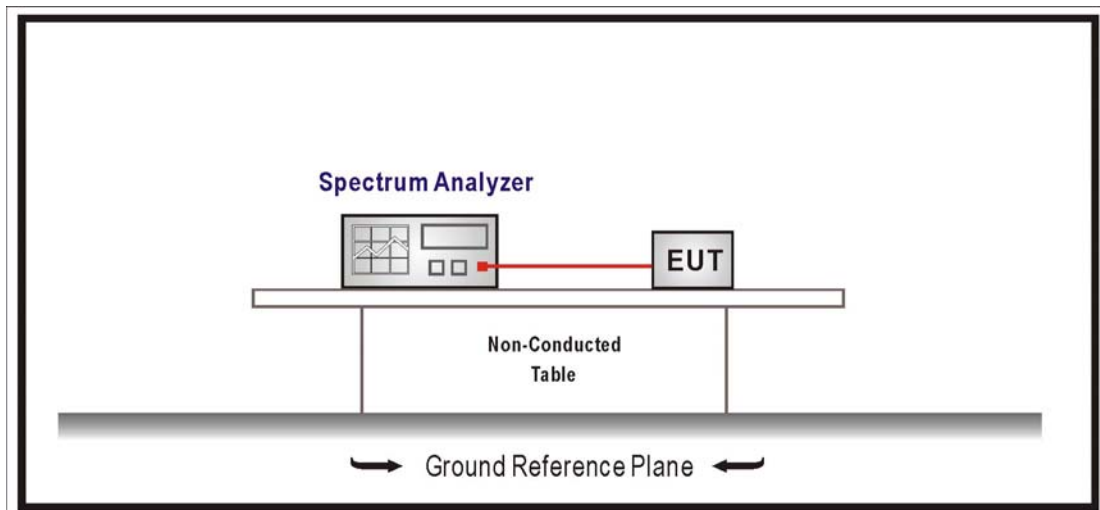 Spectrum Analyzer
EUT
Non-Conducted
Table
Ground Reference Plane